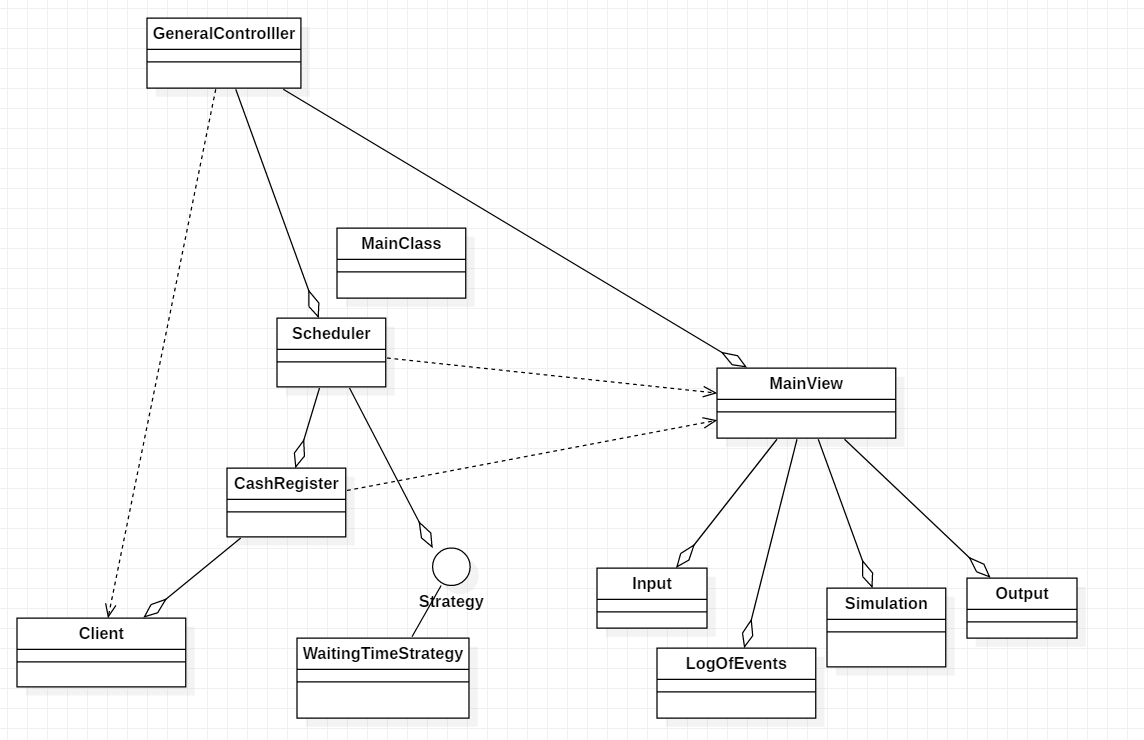 GeneralControlller
MainClass
Scheduler
MainView
CashRegister
Strategy
Input
Output
Simulation
Client
WaitingTimeStrategy
LogOfEvents